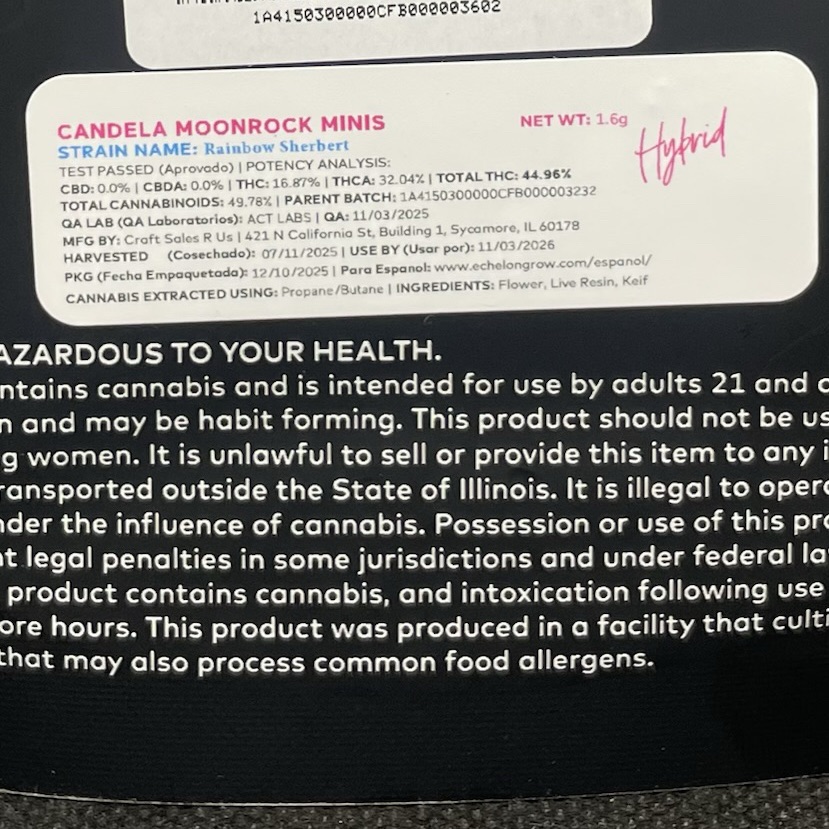 1A4150300000CFB000003602
CANDELA MOONROCK MINIS NET WT: 1.6g
Hybrid
STRAIN NAME: Rainbow Sherbert
TEST PASSED (Aprovado) | POTENCY ANALYSIS:
CBD: 0.0% | CBDA: 0.0% | THC: 16.87% | THCA: 32.04% | TOTAL THC: 44.96%
TOTAL CANNABINOIDS: 49.78% | PARENT BATCH: 1A4150300000CFB000003232
QA LAB (QA Laboratorios): ACT LABS | QA: 11/03/2025
MFG BY: Craft Sales R Us | 421 N California St, Building 1, Sycamore, IL 60178
HARVESTED (Cosechado): 07/11/2025 | USE BY (Usar por): 11/03/2026
PKG (Fecha Empaquetada): 12/10/2025 | Para Espanol: www.echelongrow.com/espanol/
CANNABIS EXTRACTED USING: Propane/Butane | INGREDIENTS: Flower, Live Resin, Keif
AZARDOUS TO YOUR HEALTH.
ntains cannabis and is intended for use by adults 21 and o
n and may be habit forming. This product should not be us
g women. It is unlawful to sell or provide this item to any i
ransported outside the State of Illinois. It is illegal to oper
nder the influence of cannabis. Possession or use of this pro
nt legal penalties in some jurisdictions and under federal la
product contains cannabis, and intoxication following use
ore hours. This product was produced in a facility that culti
that may also process common food allergens.